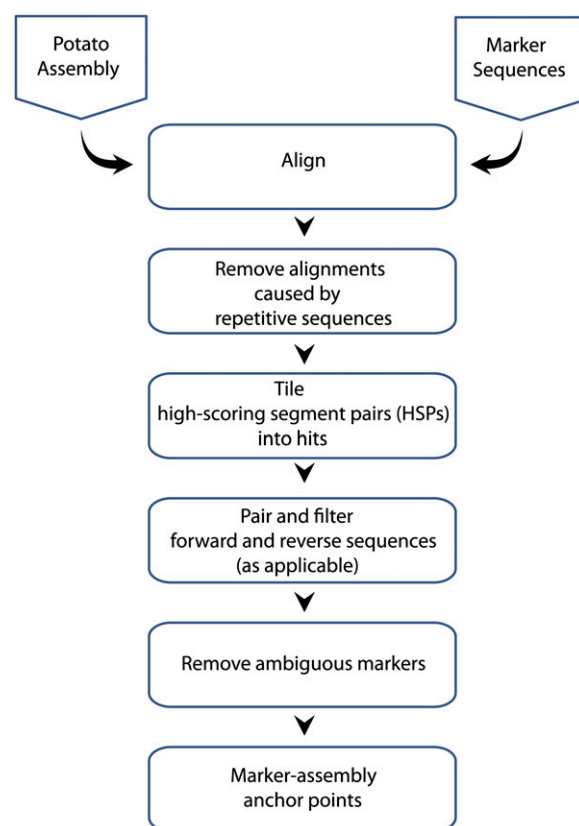 Potato
Assembly
Marker
Sequences
Align
Remove alignments
caused by
repetitive sequences
Tile
high-scoring segment pairs (HSPs)
into hits
Pair and filter
forward and reverse sequences
(as applicable)
Remove ambiguous markers
Marker-assembly
anchor points